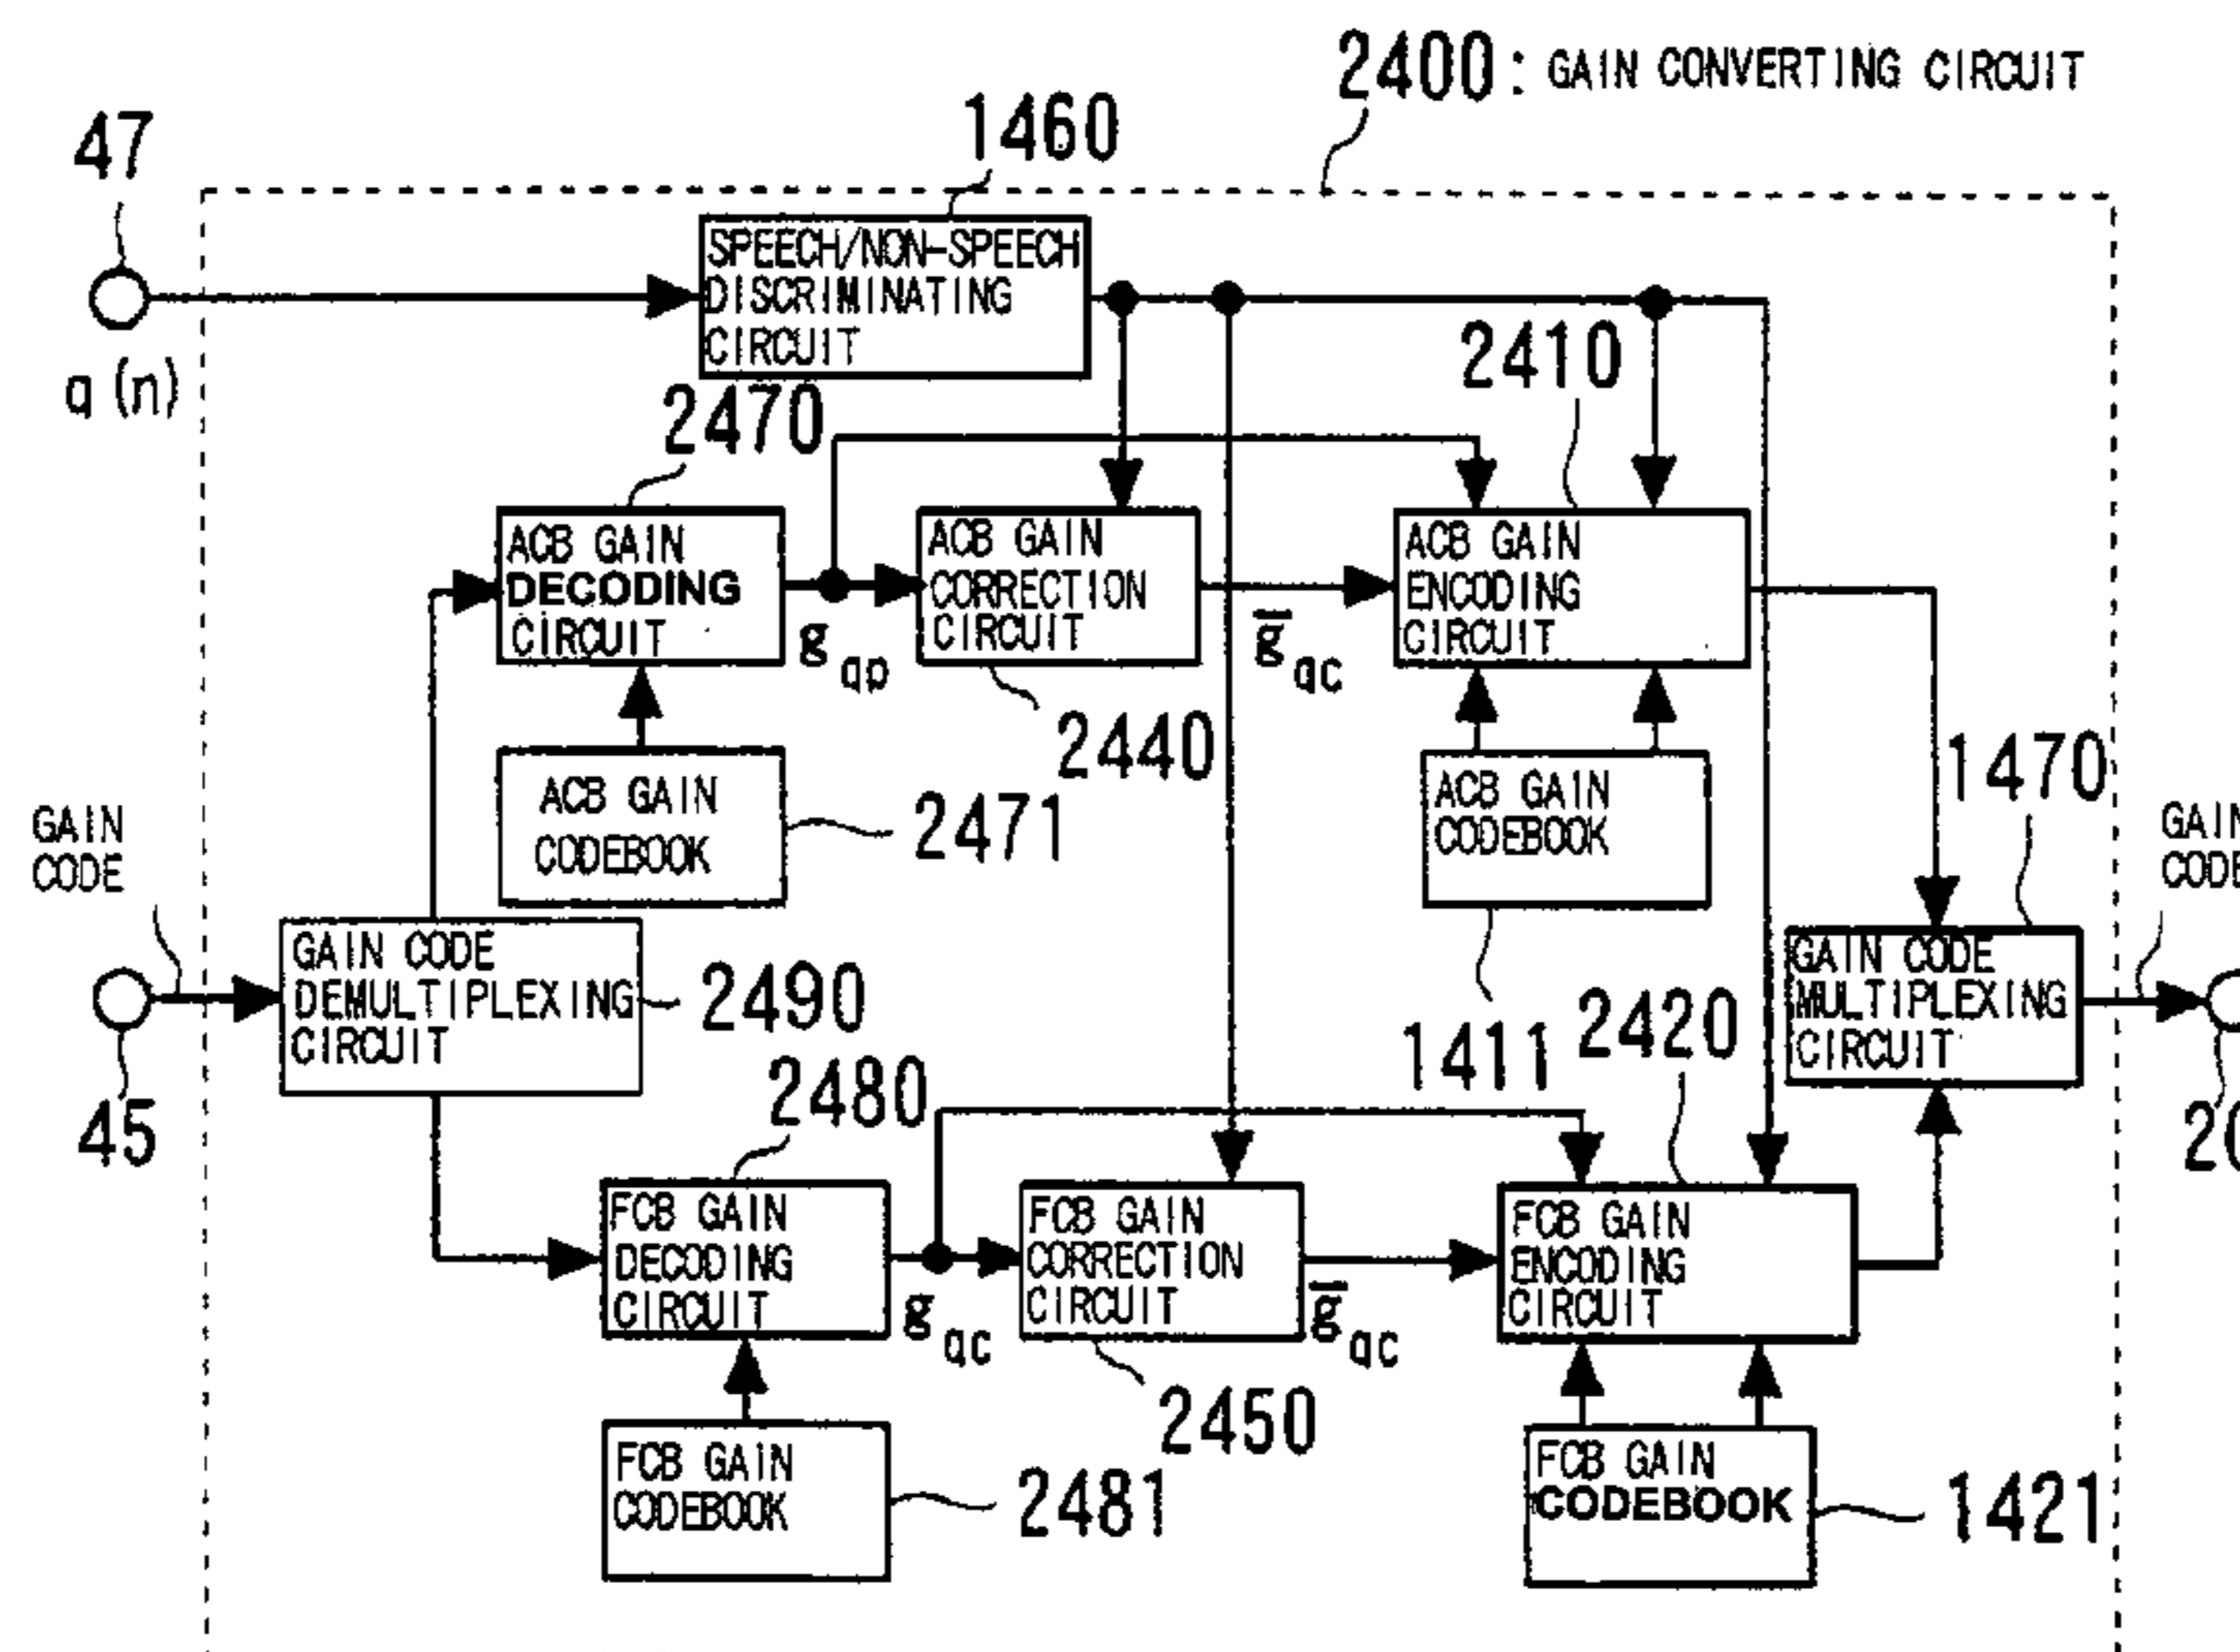 2400 : GAIN CONVERTING CIRCUIT
47
1460
SPEECH/NON-SPEECH
DISCRIMINATING
CIRCUIT
q (n)
2470
2410
ACB GAIN
DECODING
CIRCUIT
g qp
ACB GAIN
CORRECTION
CIRCUIT
g̅ qc
ACB GAIN
ENCODING
CIRCUIT
2440
1470
ACB GAIN
CODEBOOK
2471
ACB GAIN
CODEBOOK
GAIN
CODE
GAIN
CODE
GAIN CODE
DEMULTIPLEXING
CIRCUIT
2490
1411
2420
GAIN CODE
MULTIPLEXING
CIRCUIT
45
2480
FCB GAIN
DECODING
CIRCUIT
g qc
FCB GAIN
CORRECTION
CIRCUIT
g̅ qc
FCB GAIN
ENCODING
CIRCUIT
2450
FCB GAIN
CODEBOOK
2481
FCB GAIN
CODEBOOK
1421